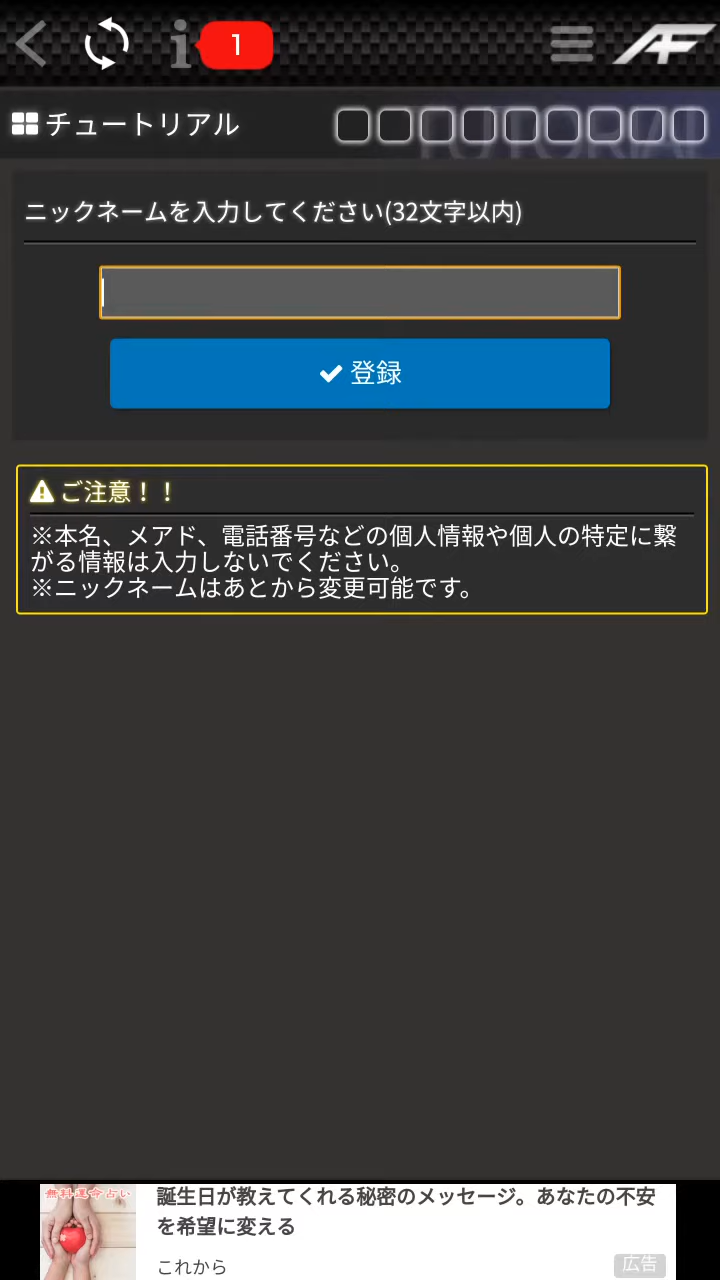 1
AF
チュートリアル
TUTORIAL
ニックネームを入力してください(32文字以内)
登録
ご注意！！
※本名、メアド、電話番号などの個人情報や個人の特定に繋
がる情報は入力しないでください。
※ニックネームはあとから変更可能です。
無料運命占い
誕生日が教えてくれる秘密のメッセージ。あなたの不安
を希望に変える
これから
広告